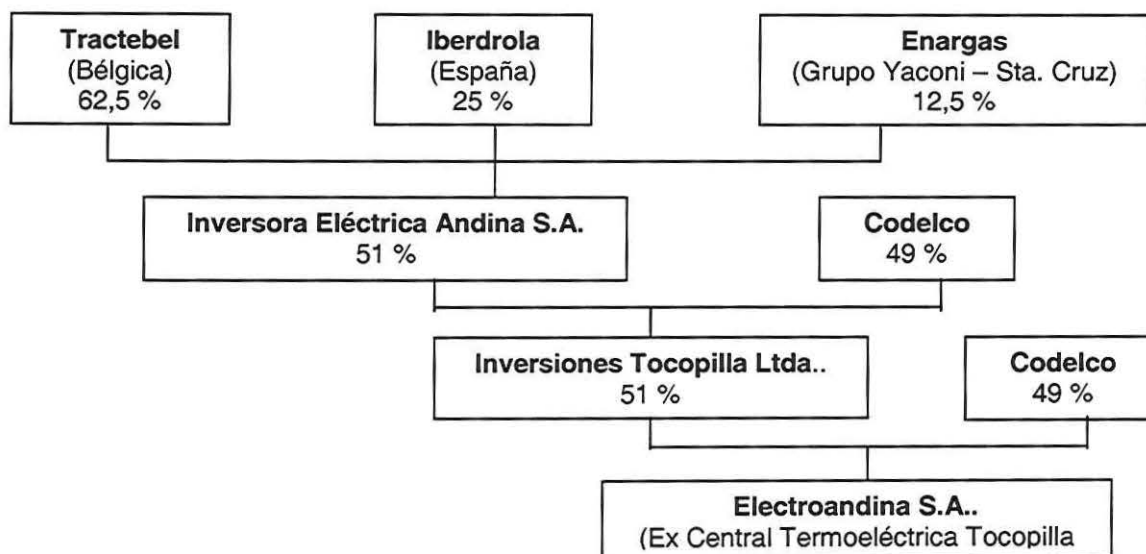 Tractebel
(Bélgica)
62,5 %
Iberdrola
(España)
25 %
Enargas
(Grupo Yaconi – Sta. Cruz)
12,5 %
Inversora Eléctrica Andina S.A.
51 %
Codelco
49 %
Inversiones Tocopilla Ltda..
51 %
Codelco
49 %
Electroandina S.A..
(Ex Central Termoeléctrica Tocopilla